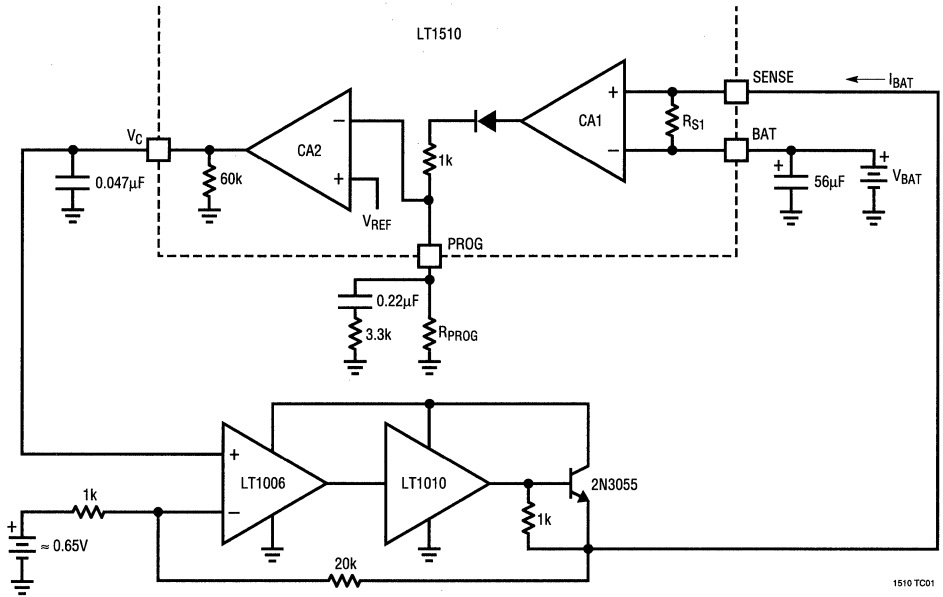 LT1510
SENSE
I_BAT
+
CA1
R_S1
−
BAT
1k
−
CA2
+
V_REF
V_C
60k
0.047µF
+
56µF
+
V_BAT
PROG
0.22µF
3.3k
R_PROG
+
LT1006
−
LT1010
2N3055
1k
1k
+
≈ 0.65V
20k
1510 TC01